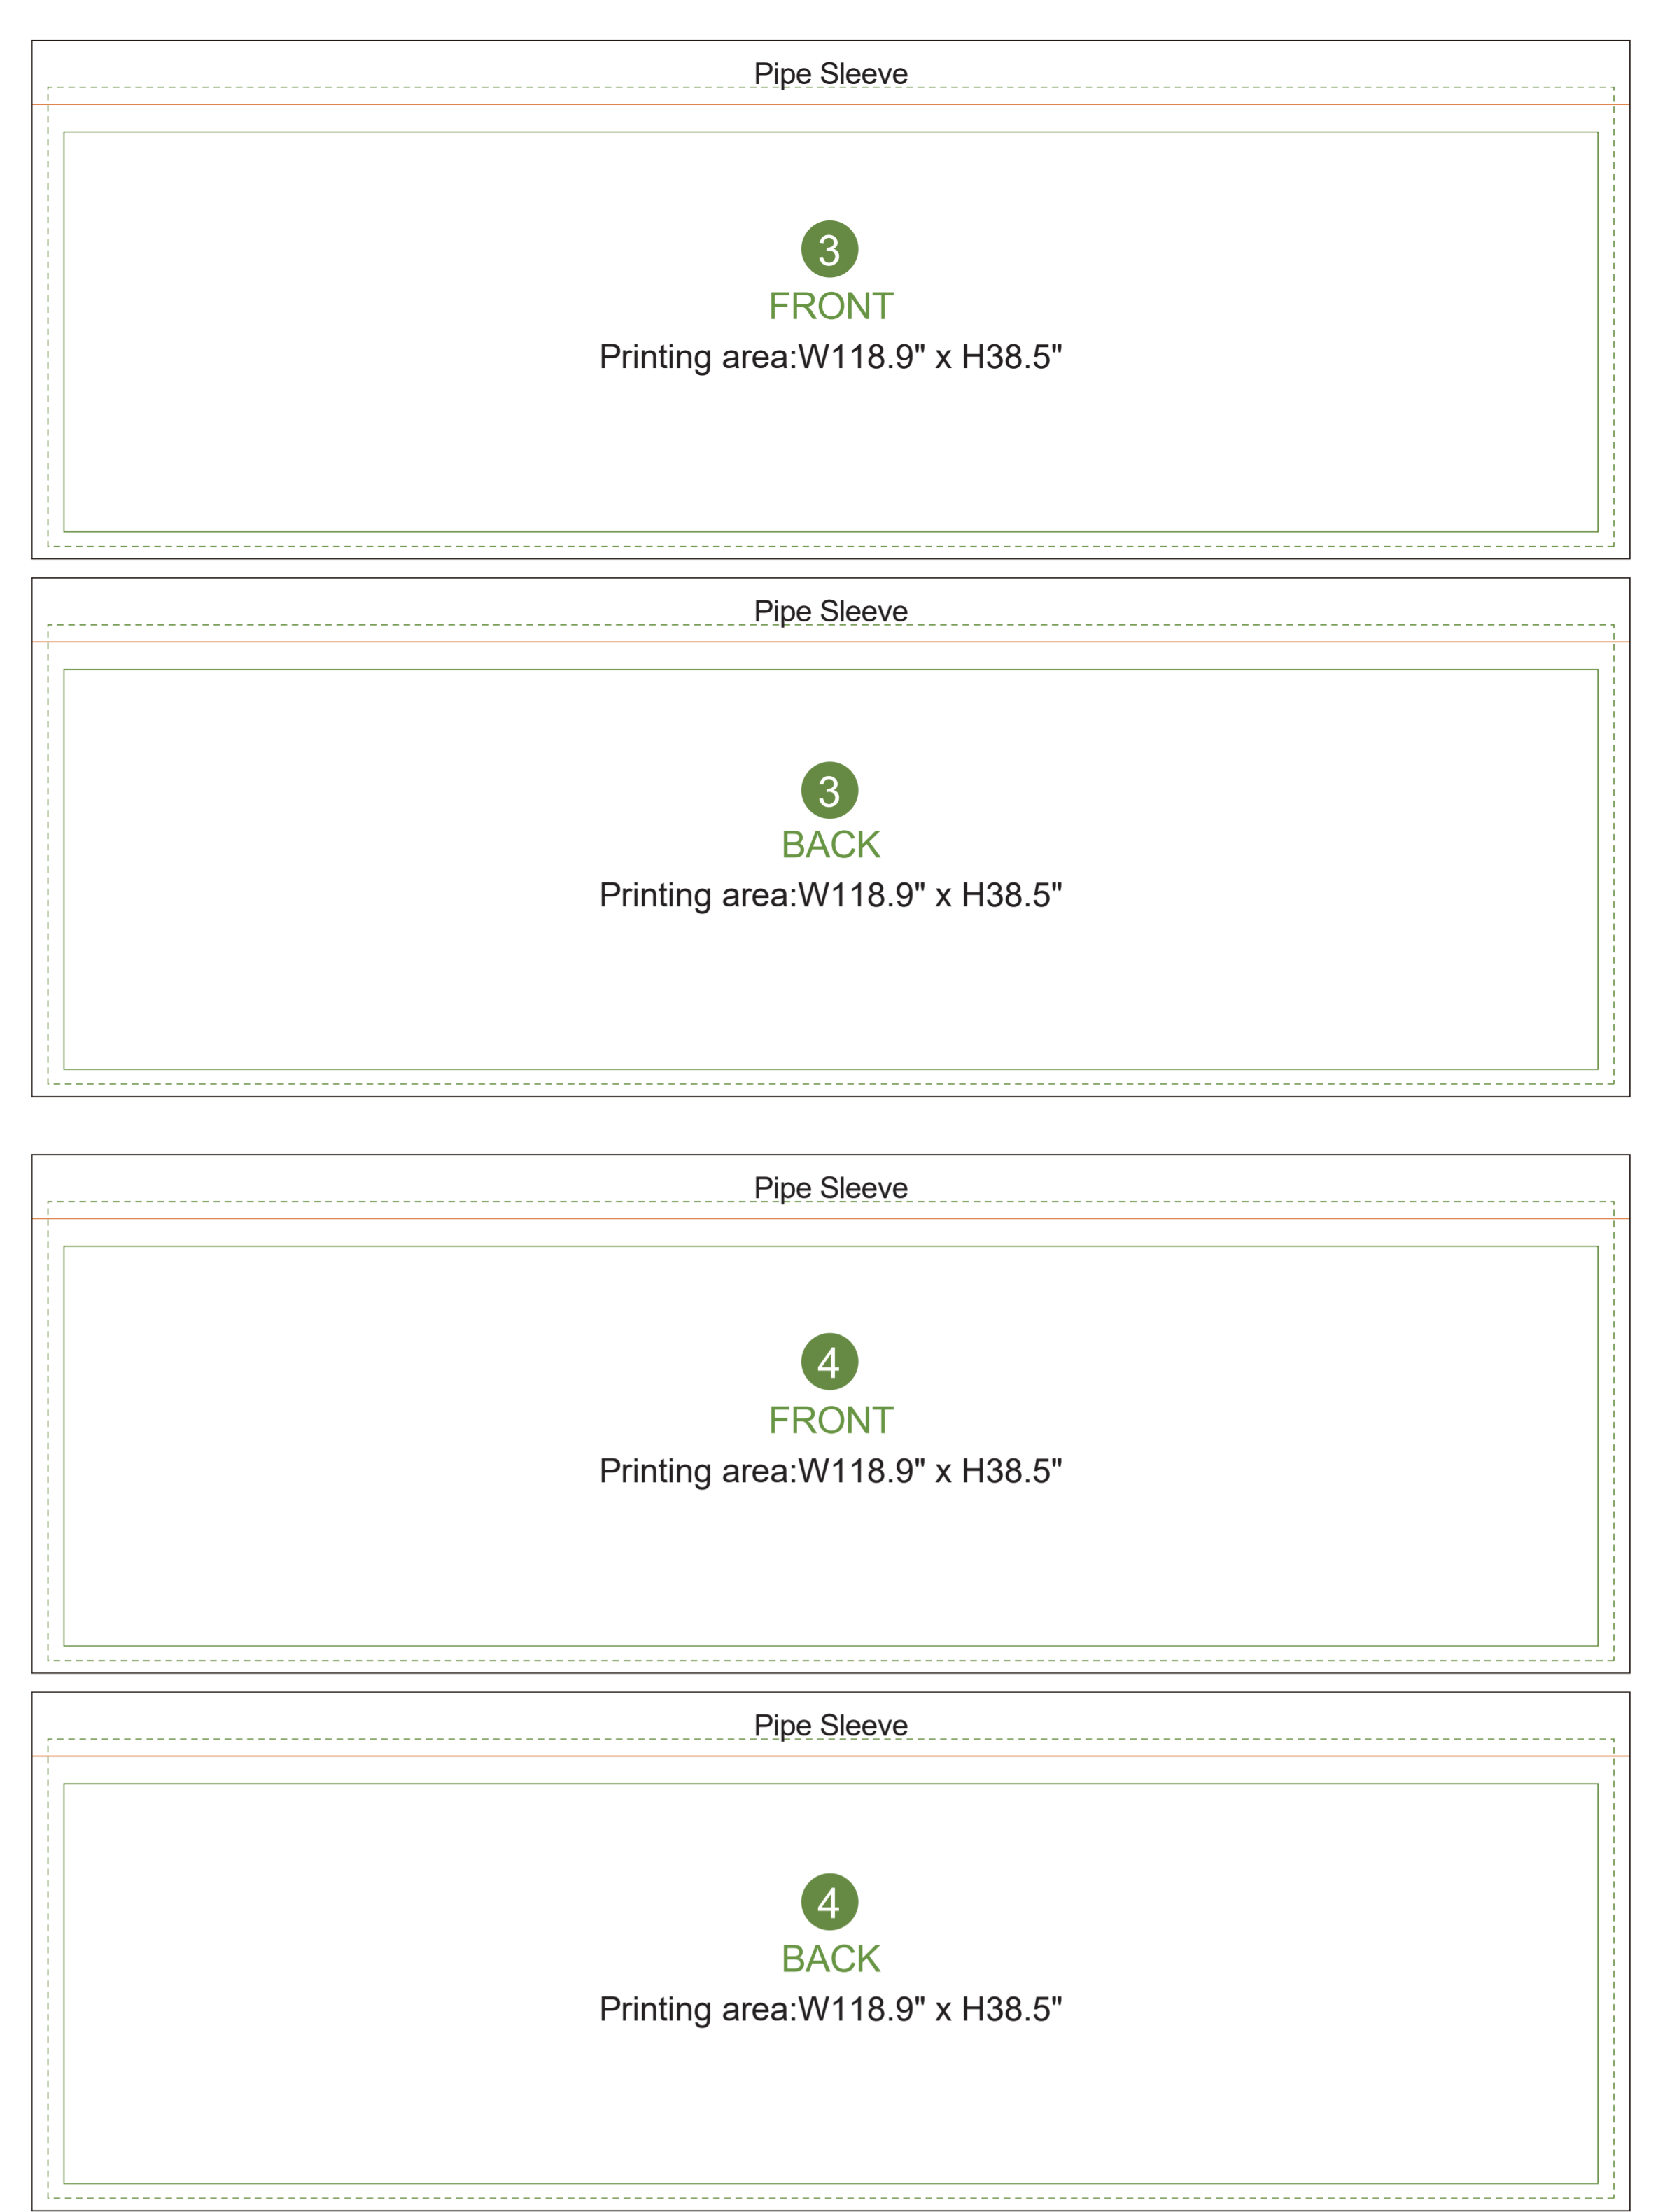 Pipe Sleeve
3
FRONT
Printing area:W118.9" x H38.5"
Pipe Sleeve
3
BACK
Printing area:W118.9" x H38.5"
Pipe Sleeve
4
FRONT
Printing area:W118.9" x H38.5"
Pipe Sleeve
4
BACK
Printing area:W118.9" x H38.5"